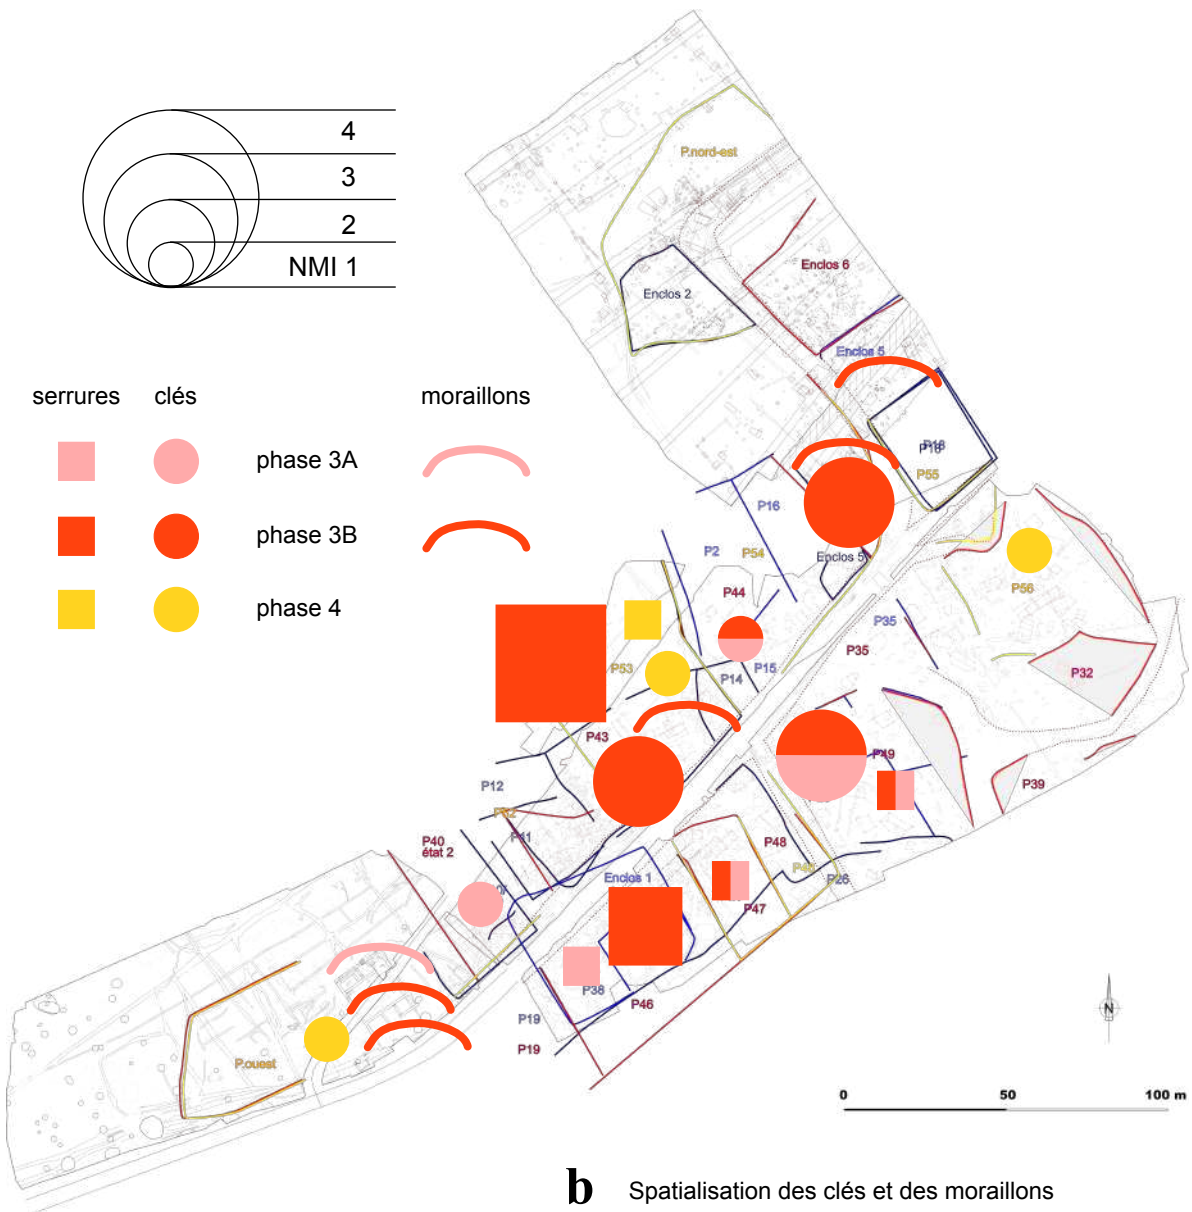 4
3
2
NMI 1
serrures clés moraillons
phase 3A
phase 3B
phase 4
P.nord-est
Enclos 6
Enclos 2
Enclos 5
P18
P55
P16
P2
P54
Enclos 5
P56
P44
P35
P35
P32
P53
P15
P14
P43
P49
P39
P12
P11
P40
état 2
P48
P26
Enclos 1
P47
P38
P46
P19
P19
P.ouest
N
0 50 100 m
b Spatialisation des clés et des moraillons